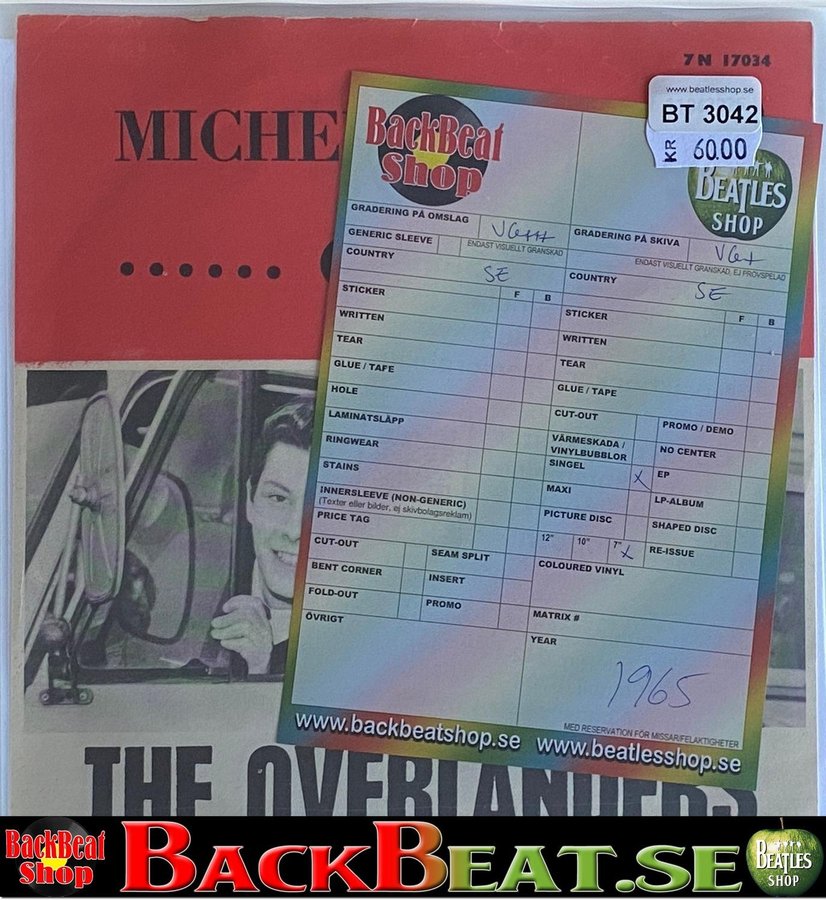 7N 17034
www.beatlesshop.se
BT 3042
KR 60.00
MICHE
BackBeat
Shop
BEATLES
SHOP
GRADERING PÅ OMSLAG
VG+++
GRADERING PÅ SKIVA
VG+
GENERIC SLEEVE
ENDAST VISUELLT GRANSKAD
ENDAST VISUELLT GRANSKAD, EJ PROVSPELAD
COUNTRY
SE
COUNTRY
SE
STICKER
F B
STICKER
F B
WRITTEN
WRITTEN
TEAR
TEAR
GLUE / TAPE
GLUE / TAPE
HOLE
CUT-OUT
PROMO / DEMO
LAMINATSLÄPP
VÄRMESKADA /
VINYLBUBBLOR
NO CENTER
RINGWEAR
SINGEL
X
EP
STAINS
MAXI
LP-ALBUM
INNERSLEEVE (NON-GENERIC)
(Texter eller bilder, ej skivbolagsreklam)
PICTURE DISC
SHAPED DISC
PRICE TAG
12" 10" 7" X
RE-ISSUE
CUT-OUT
SEAM SPLIT
COLOURED VINYL
BENT CORNER
INSERT
FOLD-OUT
PROMO
MATRIX #
ÖVRIGT
YEAR
1965
MED RESERVATION FÖR MISSAR/FELAKTIGHETER
www.backbeatshop.se www.beatlesshop.se
THE OVERLANDERS
BackBeat
Shop
BACKBEAT.SE
BEATLES
SHOP